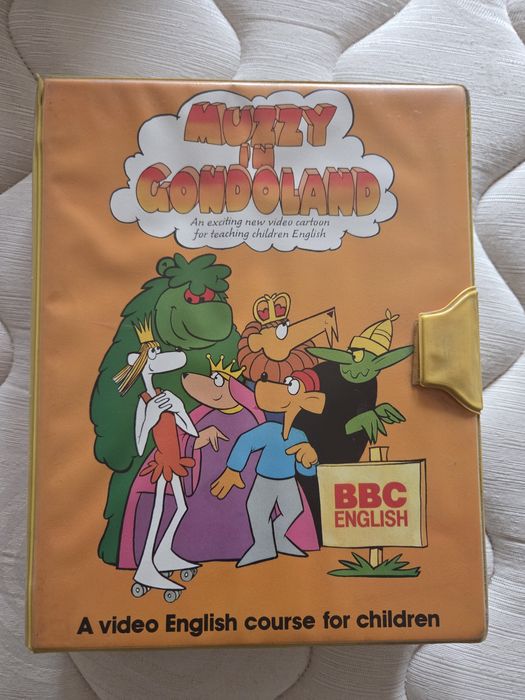 MUZZY
IN
GONDOLAND
An exciting new video cartoon
for teaching children English
BBC
ENGLISH
A video English course for children